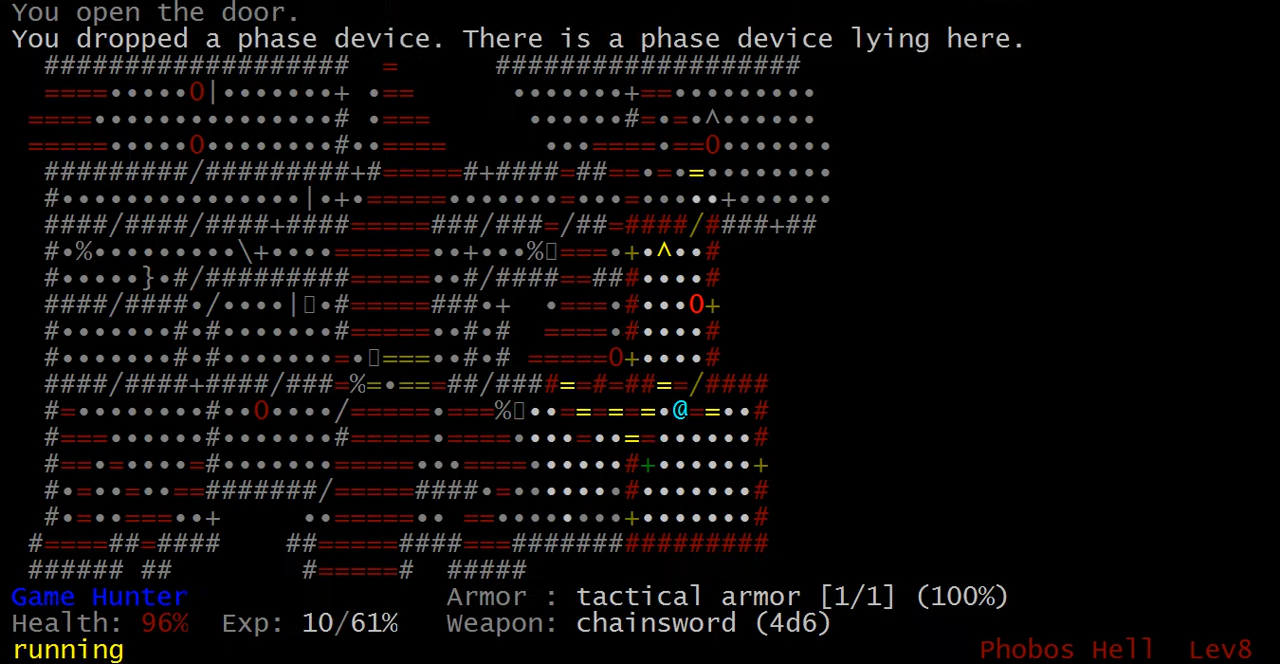 You open the door.
You dropped a phase device. There is a phase device lying here.
Game Hunter
Armor : tactical armor [1/1] (100%)
Health: 96% Exp: 10/61% Weapon: chainsword (4d6)
running
Phobos Hell Lev8